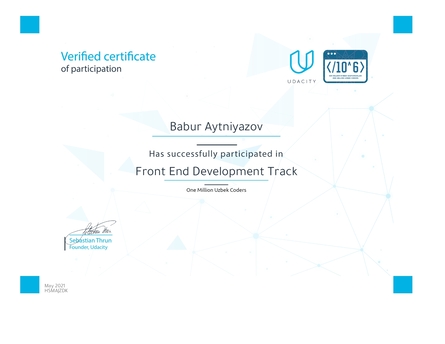 Verified certificate
of participation
UDACITY
</10^6>
Babur Aytniyazov
Has successfully participated in
Front End Development Track
One Million Uzbek Coders
Sebastian Thrun
Founder, Udacity
May 2021